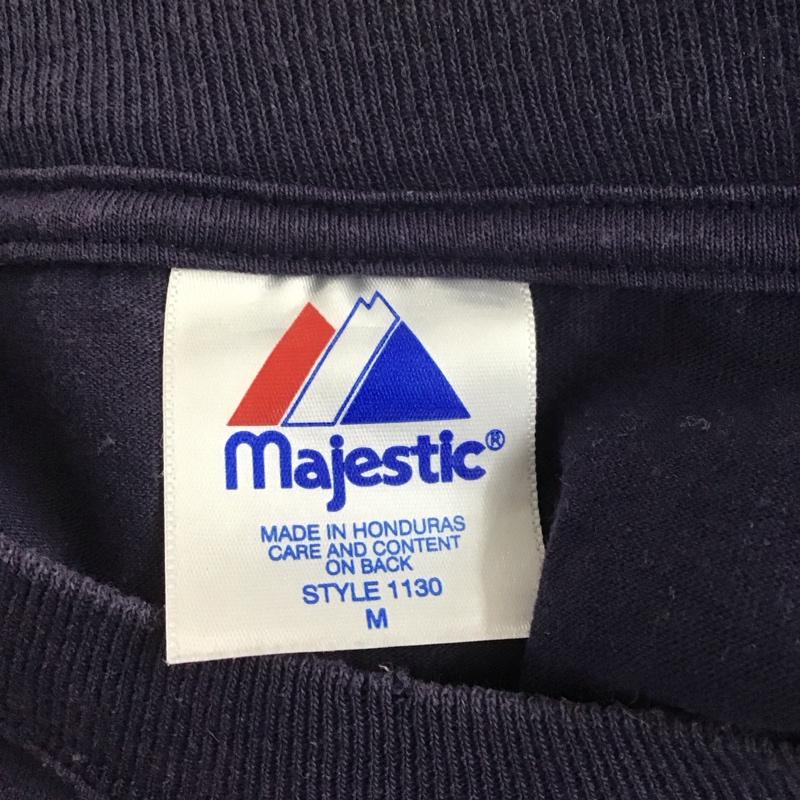 majestic®
MADE IN HONDURAS
CARE AND CONTENT
ON BACK
STYLE 1130
M